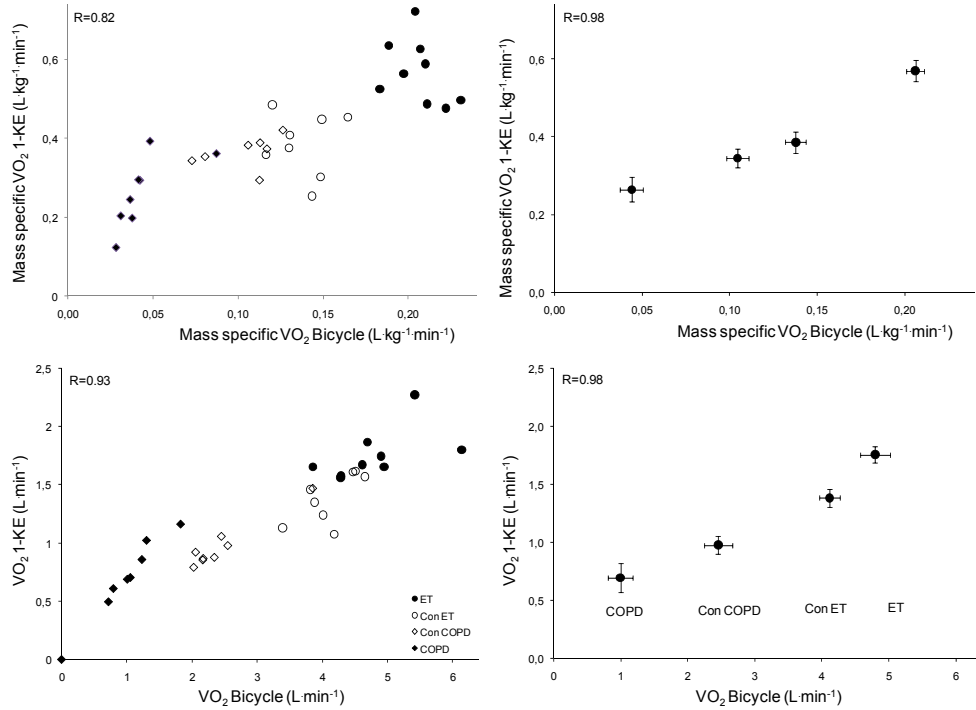 R=0.82
Mass specific VO₂ 1-KE (L·kg⁻¹·min⁻¹)
0,6
0,4
0,2
0
0,00 0,05 0,10 0,15 0,20
Mass specific VO₂ Bicycle (L·kg⁻¹·min⁻¹)
R=0.98
Mass specific VO₂ 1-KE (L·kg⁻¹·min⁻¹)
0,6
0,4
0,2
0,0
0,00 0,05 0,10 0,15 0,20
Mass specific VO₂ Bicycle (L·kg⁻¹·min⁻¹)
R=0.93
VO₂ 1-KE (L·min⁻¹)
2,5
2
1,5
1
0,5
0
ET
Con ET
Con COPD
COPD
0 1 2 3 4 5 6
VO₂ Bicycle (L·min⁻¹)
R=0.98
VO₂ 1-KE (L·min⁻¹)
2,5
2,0
1,5
1,0
0,5
0,0
COPD Con COPD Con ET ET
0 1 2 3 4 5 6
VO₂ Bicycle (L·min⁻¹)